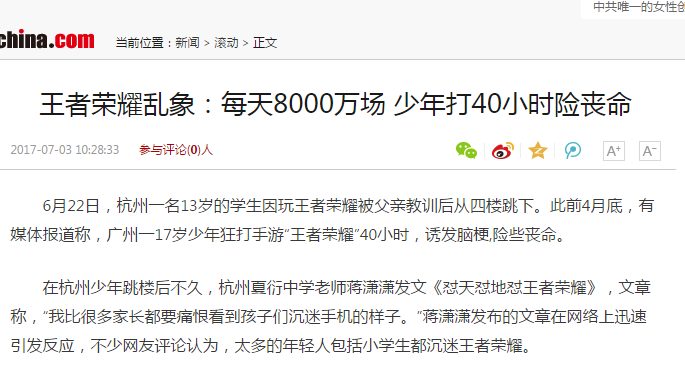 中共唯一的女性创
china.com
当前位置：新闻 > 滚动 > 正文
王者荣耀乱象：每天8000万场 少年打40小时险丧命
2017-07-03 10:28:33 参与评论(0)人
A+ A-
6月22日，杭州一名13岁的学生因玩王者荣耀被父亲教训后从四楼跳下。此前4月底，有
媒体报道称，广州一17岁少年狂打手游“王者荣耀”40小时，诱发脑梗,险些丧命。
在杭州少年跳楼后不久，杭州夏衍中学老师蒋潇潇发文《怼天怼地怼王者荣耀》，文章
称，“我比很多家长都要痛恨看到孩子们沉迷手机的样子。”蒋潇潇发布的文章在网络上迅速
引发反应，不少网友评论认为，太多的年轻人包括小学生都沉迷王者荣耀。